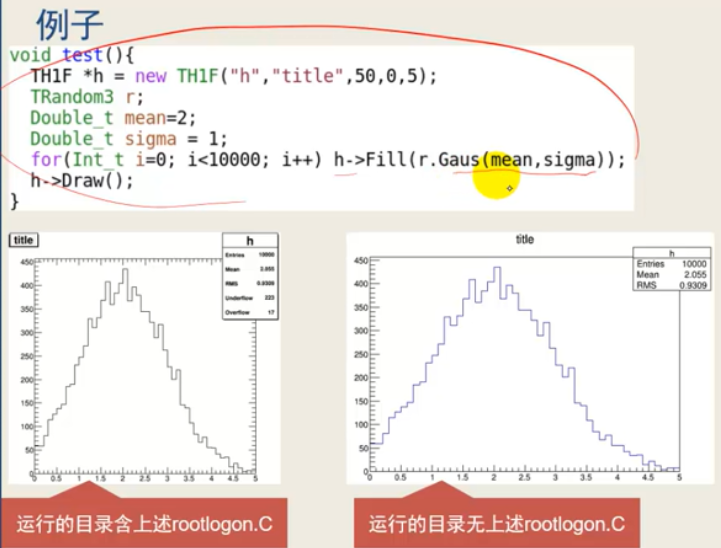 例子
void test(){
TH1F *h = new TH1F("h","title",50,0,5);
TRandom3 r;
Double_t mean=2;
Double_t sigma = 1;
for(Int_t i=0; i<10000; i++) h->Fill(r.Gaus(mean,sigma));
h->Draw();
}
title
h
Entries 10000
Mean 2.055
RMS 0.9309
Underflow 223
Overflow 17
450
400
350
300
250
200
150
100
50
0
0 0.5 1 1.5 2 2.5 3 3.5 4 4.5 5
运行的目录含上述rootlogon.C
title
h
Entries 10000
Mean 2.055
RMS 0.9309
450
400
350
300
250
200
150
100
50
0
0 0.5 1 1.5 2 2.5 3 3.5 4 4.5 5
运行的目录无上述rootlogon.C